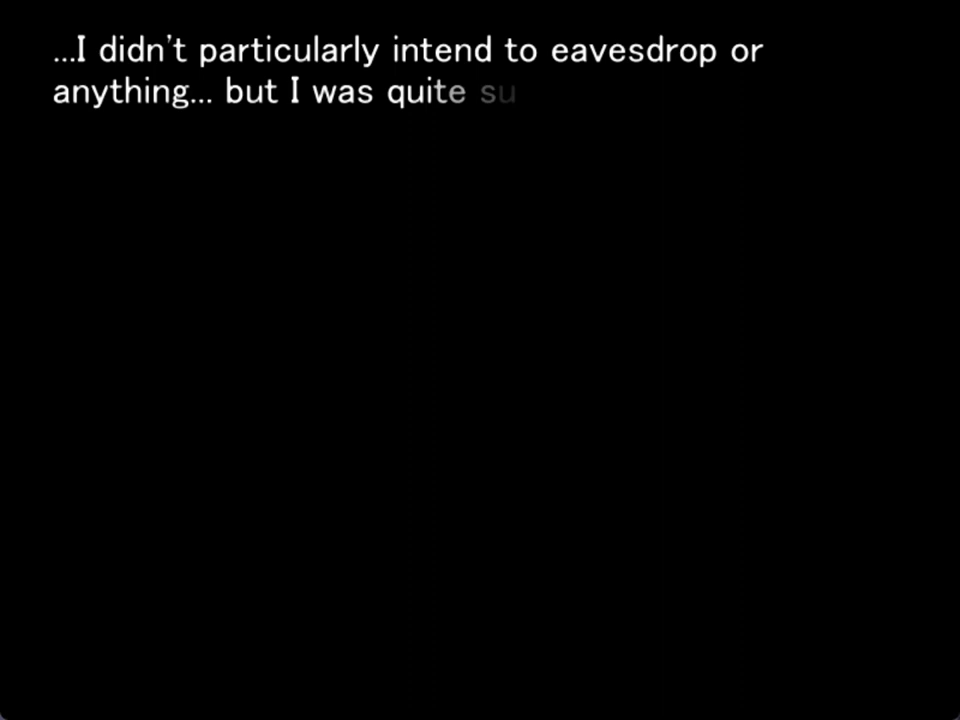 ...I didn't particularly intend to eavesdrop or
anything... but I was quite su